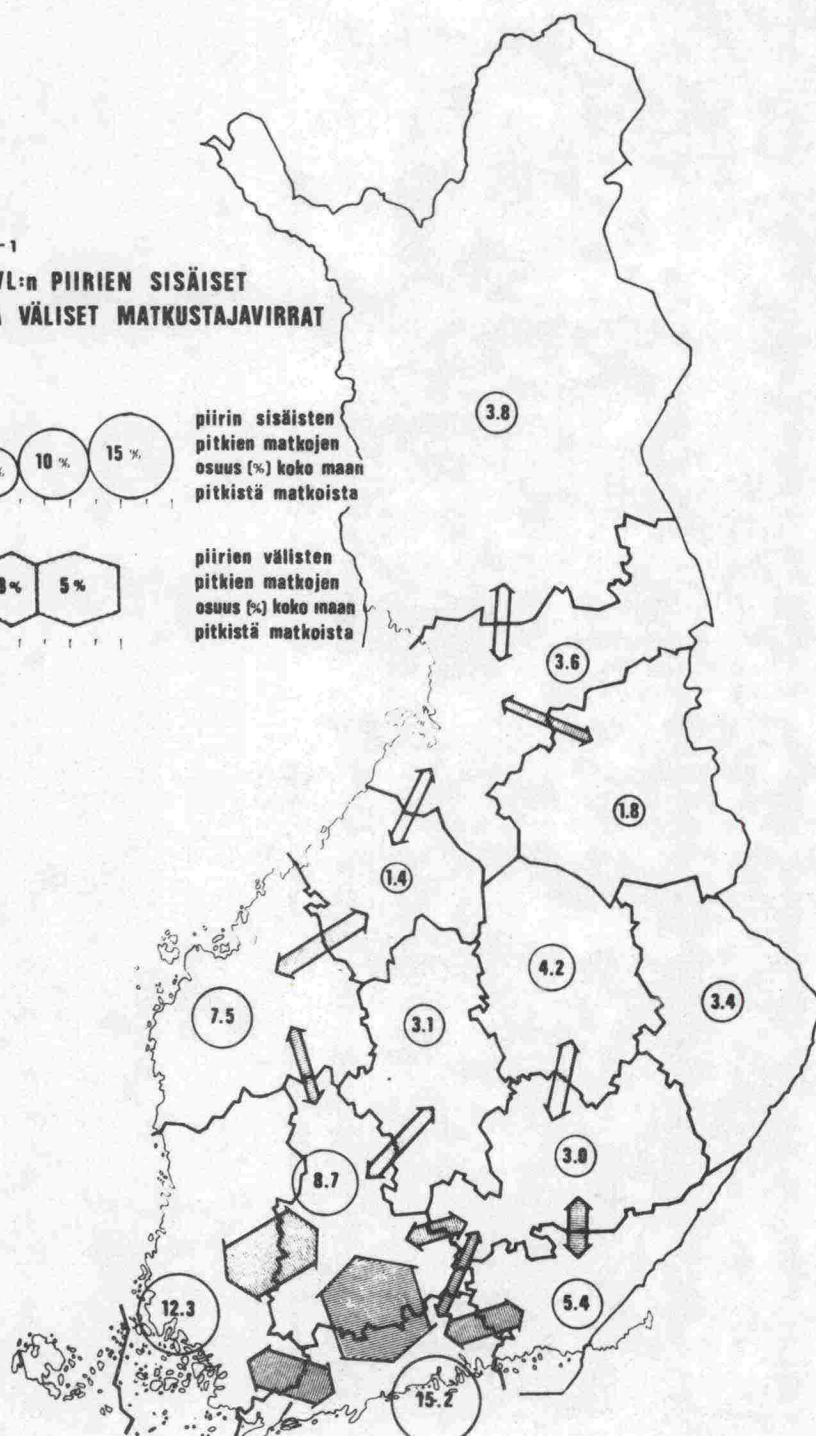 -1
VL:n PIIRIEN SISÄISET
VÄLISET MATKUSTAJAVIRRAT
10 %
15 %
piirin sisäisten
pitkien matkojen
osuus (%) koko maan
pitkistä matkoista
5 %
piirien välisten
pitkien matkojen
osuus (%) koko maan
pitkistä matkoista
3.8
3.6
1.8
1.4
4.2
3.4
7.5
3.1
8.7
3.9
12.3
5.4
15.2